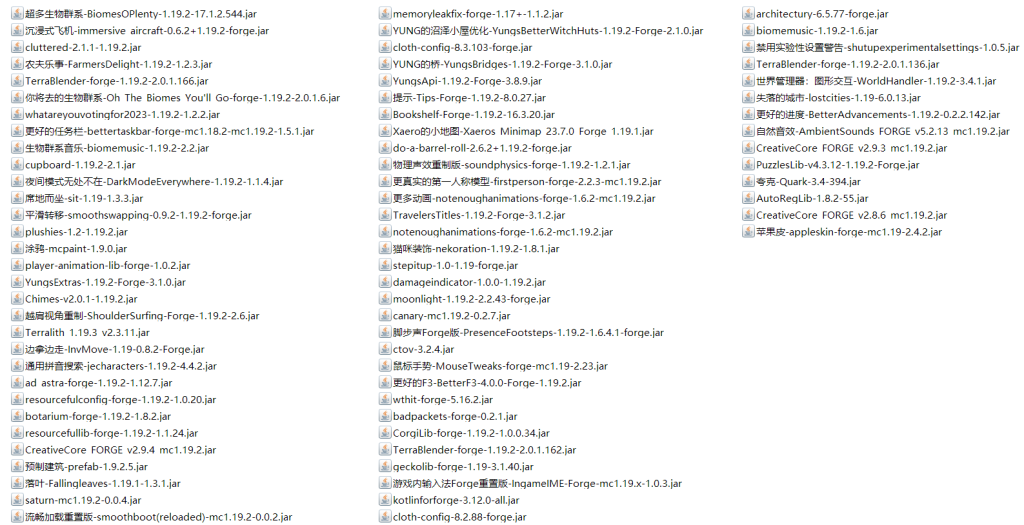 超多生物群系-BiomesOPlenty-1.19.2-17.1.2.544.jar
沉浸式飞机-immersive_aircraft-0.6.2+1.19.2-forge.jar
cluttered-2.1.1-1.19.2.jar
农夫乐事-FarmersDelight-1.19.2-1.2.3.jar
TerraBlender-forge-1.19.2-2.0.1.166.jar
你将去的生物群系-Oh_The_Biomes_You'll_Go-forge-1.19.2-2.0.1.6.jar
whatareyouvotingfor2023-1.19.2-1.2.2.jar
更好的任务栏-bettertaskbar-forge-mc1.18.2-mc1.19.2-1.5.1.jar
生物群系音乐-biomemusic-1.19.2-2.2.jar
cupboard-1.19.2-2.1.jar
夜间模式无处不在-DarkModeEverywhere-1.19.2-1.1.4.jar
席地而坐-sit-1.19-1.3.3.jar
平滑转移-smoothswapping-0.9.2-1.19.2-forge.jar
plushies-1.2-1.19.2.jar
涂鸦-mcpaint-1.9.0.jar
player-animation-lib-forge-1.0.2.jar
YungsExtras-1.19.2-Forge-3.1.0.jar
Chimes-v2.0.1-1.19.2.jar
越肩视角重制-ShoulderSurfing-Forge-1.19.2-2.6.jar
Terralith_1.19.3_v2.3.11.jar
边拿边走-InvMove-1.19-0.8.2-Forge.jar
通用拼音搜索-jecharacters-1.19.2-4.4.2.jar
ad_astra-forge-1.19.2-1.12.7.jar
resourcefulconfig-forge-1.19.2-1.0.20.jar
botarium-forge-1.19.2-1.8.2.jar
resourcefullib-forge-1.19.2-1.1.24.jar
CreativeCore_FORGE_v2.9.4_mc1.19.2.jar
预制建筑-prefab-1.9.2.5.jar
落叶-Fallingleaves-1.19.1-1.3.1.jar
saturn-mc1.19.2-0.0.4.jar
流畅加载重置版-smoothboot(reloaded)-mc1.19.2-0.0.2.jar
memoryleakfix-forge-1.17+-1.1.2.jar
YUNG的沼泽小屋优化-YungsBetterWitchHuts-1.19.2-Forge-2.1.0.jar
cloth-config-8.3.103-forge.jar
YUNG的桥-YungsBridges-1.19.2-Forge-3.1.0.jar
YungsApi-1.19.2-Forge-3.8.9.jar
提示-Tips-Forge-1.19.2-8.0.27.jar
Bookshelf-Forge-1.19.2-16.3.20.jar
Xaero的小地图-Xaeros_Minimap_23.7.0_Forge_1.19.1.jar
do-a-barrel-roll-2.6.2+1.19.2-forge.jar
物理声效重制版-soundphysics-forge-1.19.2-1.2.1.jar
更真实的第一人称模型-firstperson-forge-2.2.3-mc1.19.2.jar
更多动画-notenoughanimations-forge-1.6.2-mc1.19.2.jar
TravelersTitles-1.19.2-Forge-3.1.2.jar
notenoughanimations-forge-1.6.2-mc1.19.2.jar
猫咪装饰-nekoration-1.19.2-1.8.1.jar
stepitup-1.0-1.19-forge.jar
damageindicator-1.0.0-1.19.2.jar
moonlight-1.19.2-2.2.43-forge.jar
canary-mc1.19.2-0.2.7.jar
脚步声Forge版-PresenceFootsteps-1.19.2-1.6.4.1-forge.jar
ctov-3.2.4.jar
鼠标手势-MouseTweaks-forge-mc1.19-2.23.jar
更好的F3-BetterF3-4.0.0-Forge-1.19.2.jar
wthit-forge-5.16.2.jar
badpackets-forge-0.2.1.jar
CorgiLib-forge-1.19.2-1.0.0.34.jar
TerraBlender-forge-1.19.2-2.0.1.162.jar
geckolib-forge-1.19-3.1.40.jar
游戏内输入法Forge重置版-IngameIME-Forge-mc1.19.x-1.0.3.jar
kotlinforforge-3.12.0-all.jar
cloth-config-8.2.88-forge.jar
architectury-6.5.77-forge.jar
biomemusic-1.19.2-1.6.jar
禁用实验性设置警告-shutupexperimentalsettings-1.0.5.jar
TerraBlender-forge-1.19.2-2.0.1.136.jar
世界管理器：图形交互-WorldHandler-1.19.2-3.4.1.jar
失落的城市-lostcities-1.19-6.0.13.jar
更好的进度-BetterAdvancements-1.19.2-0.2.2.142.jar
自然音效-AmbientSounds_FORGE_v5.2.13_mc1.19.2.jar
CreativeCore_FORGE_v2.9.3_mc1.19.2.jar
PuzzlesLib-v4.3.12-1.19.2-Forge.jar
夸克-Quark-3.4-394.jar
AutoRegLib-1.8.2-55.jar
CreativeCore_FORGE_v2.8.6_mc1.19.2.jar
苹果皮-appleskin-forge-mc1.19-2.4.2.jar